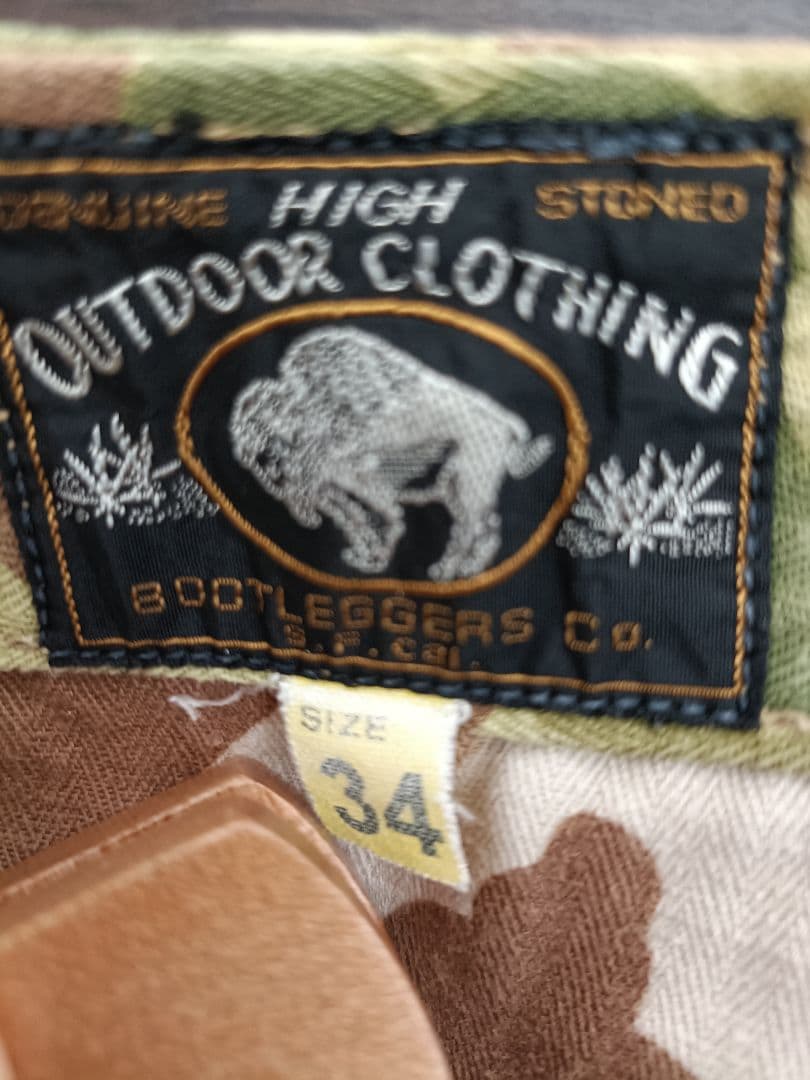 GENUINE HIGH STONED
OUTDOOR CLOTHING
BOOTLEGGERS Co.
S.F. cal.
SIZE
34